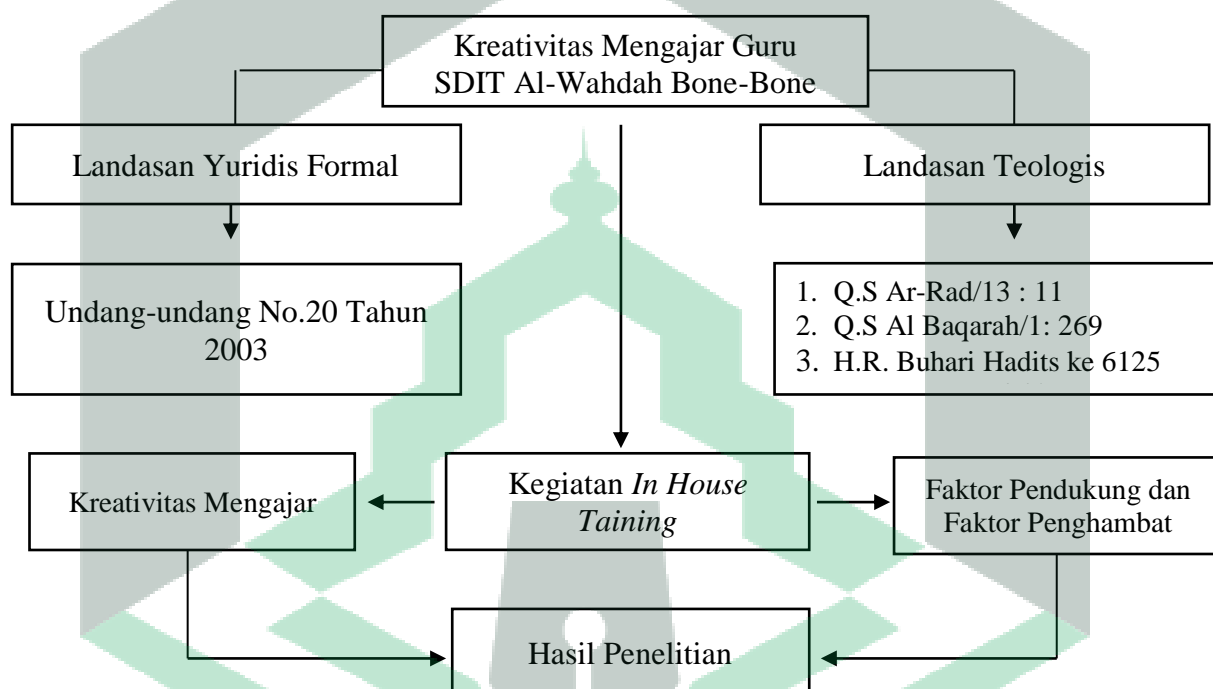 Kreativitas Mengajar Guru
SDIT Al-Wahdah Bone-Bone
Landasan Yuridis Formal
Landasan Teologis
Undang-undang No.20 Tahun
2003
1. Q.S Ar-Rad/13 : 11
2. Q.S Al Baqarah/1: 269
3. H.R. Buhari Hadits ke 6125
Kreativitas Mengajar
Kegiatan In House
Taining
Faktor Pendukung dan
Faktor Penghambat
Hasil Penelitian